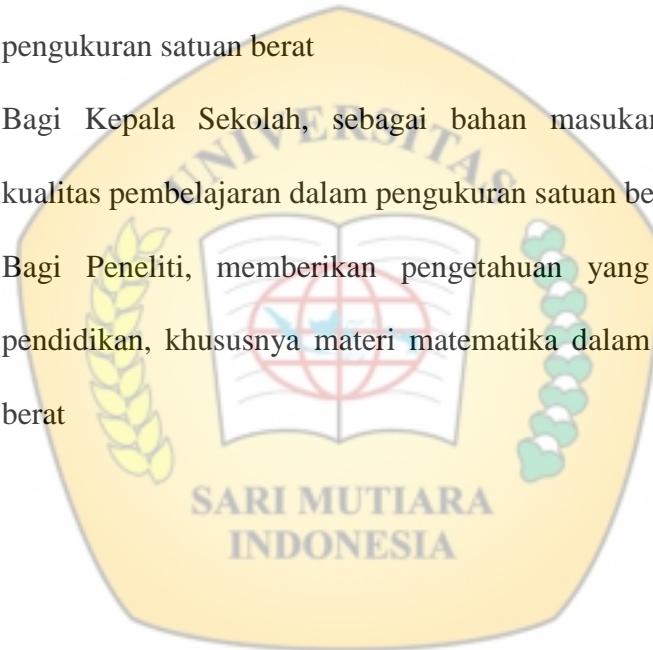 pengukuran satuan berat
Bagi Kepala Sekolah, sebagai bahan masukan
kualitas pembelajaran dalam pengukuran satuan be
Bagi Peneliti, memberikan pengetahuan yang
pendidikan, khususnya materi matematika dalam
berat
UNIVERSITAS
SARI MUTIARA
INDONESIA